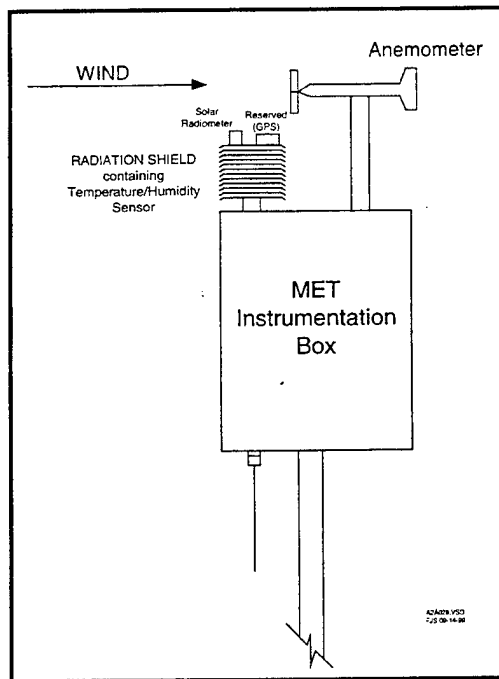 Anemometer
WIND
Solar
Radiometer
Reserved
(GPS)
RADIATION SHIELD
containing
Temperature/Humidity
Sensor
MET
Instrumentation
Box